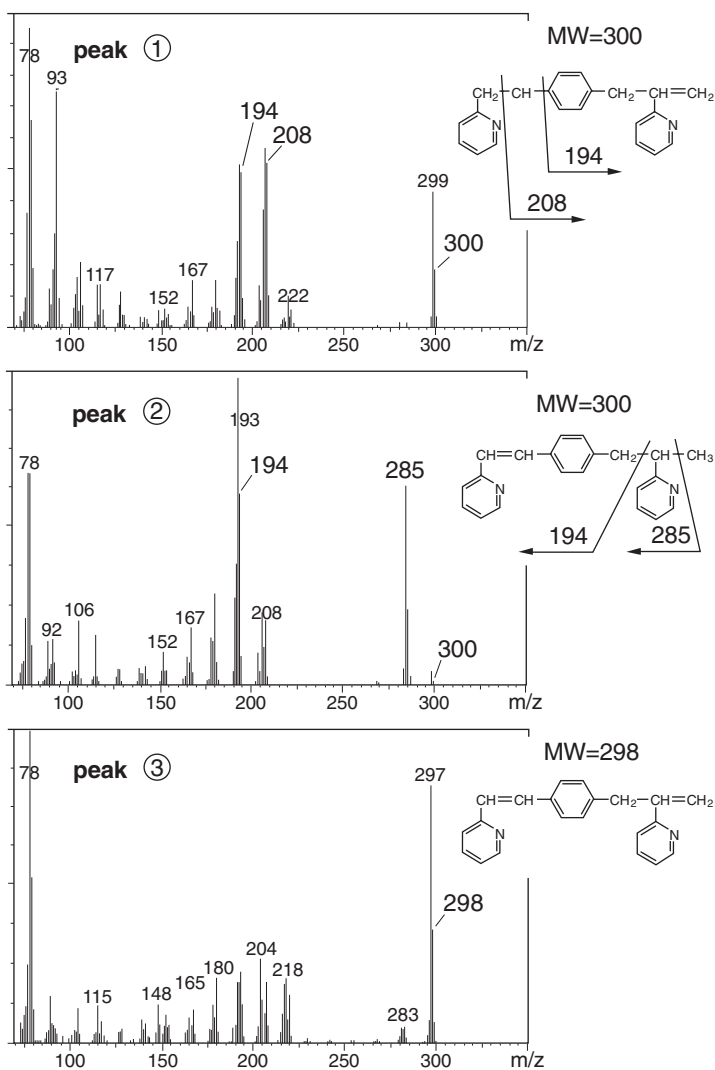 peak ①
MW=300
78
93
194
208
299
300
117
152
167
222
CH₂—CH—
—CH₂—CH=CH₂
N
N
194
208
100 150 200 250 300 m/z
peak ②
MW=300
78
193
194
285
92
106
152
167
208
300
CH=CH—
—CH₂—CH—CH₃
N
N
194
285
100 150 200 250 300 m/z
peak ③
MW=298
78
297
298
115
148
165
180
204
218
283
CH=CH—
—CH₂—CH=CH₂
N
N
100 150 200 250 300 m/z